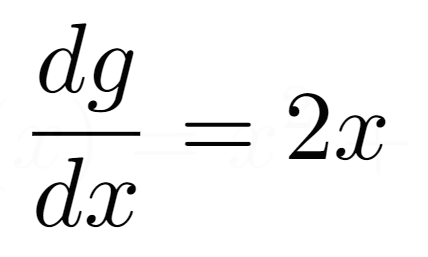 dg/dx = 2x